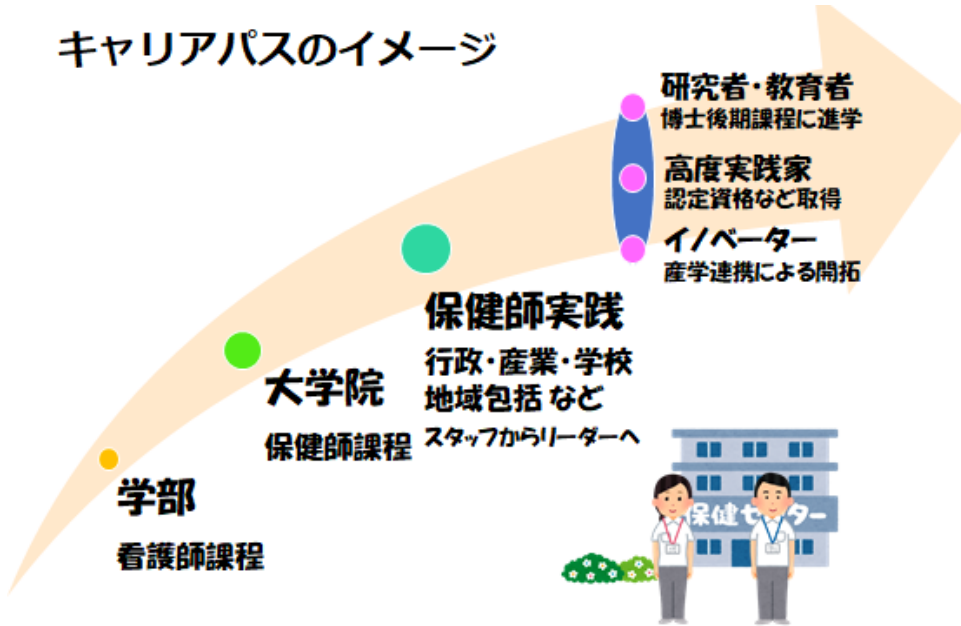 キャリアパスのイメージ
研究者・教育者
博士後期課程に進学
高度実践家
認定資格など取得
イノベーター
産学連携による開拓
保健師実践
行政・産業・学校
地域包括 など
スタッフからリーダーへ
大学院
保健師課程
学部
看護師課程
保健センター